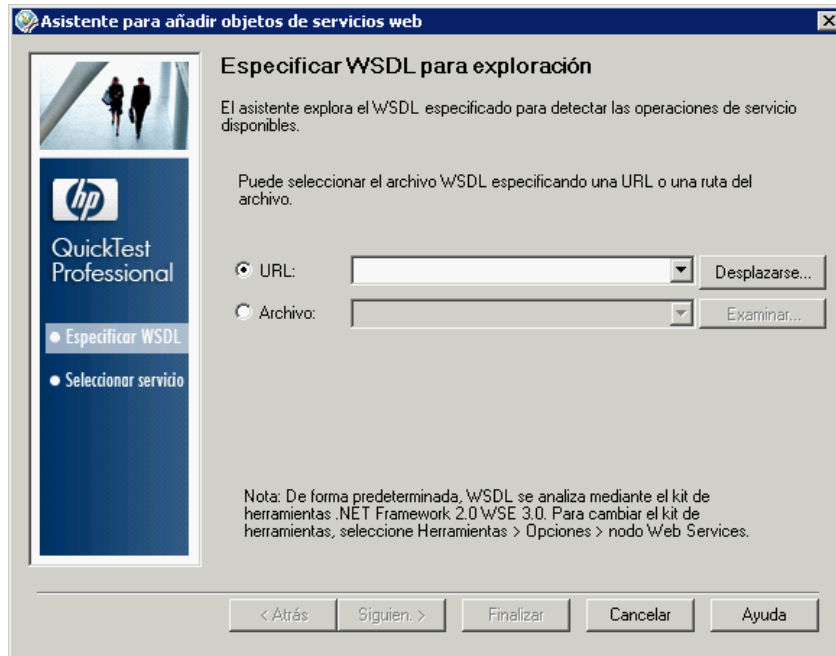 Asistente para añadir objetos de servicios web
Especificar WSDL para exploración
El asistente explora el WSDL especificado para detectar las operaciones de servicio
disponibles.
Puede seleccionar el archivo WSDL especificando una URL o una ruta del
archivo.
hp
QuickTest
Professional
Especificar WSDL
Seleccionar servicio
URL:
Desplazarse...
Archivo:
Examinar...
Nota: De forma predeterminada, WSDL se analiza mediante el kit de
herramientas .NET Framework 2.0 WSE 3.0. Para cambiar el kit de
herramientas, seleccione Herramientas > Opciones > nodo Web Services.
< Atrás
Siguien. >
Finalizar
Cancelar
Ayuda